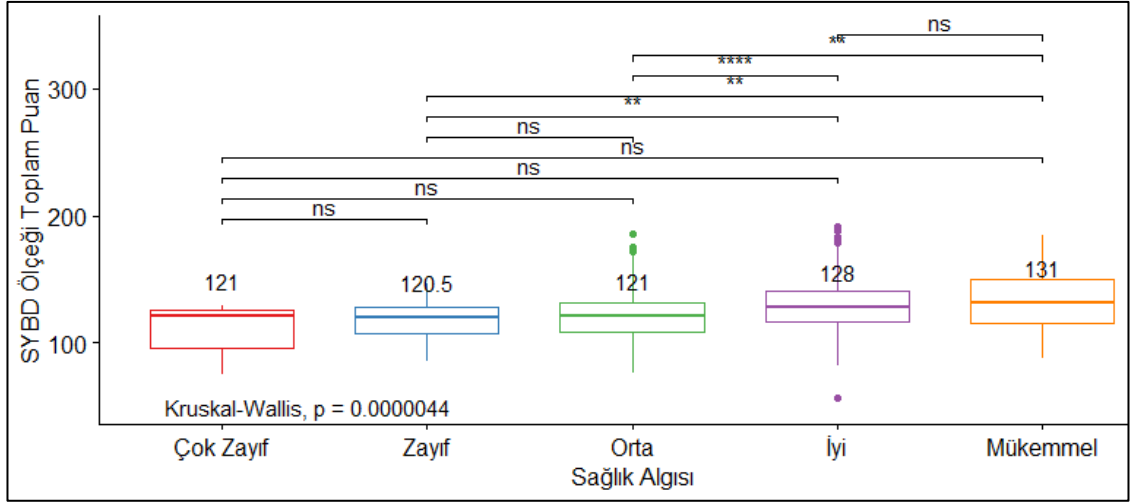 SYBD Ölçeği Toplam Puan
300
200
100
ns
**
****
**
**
ns
ns
ns
ns
ns
121
120.5
121
128
131
Kruskal-Wallis, p = 0.0000044
Çok Zayıf
Zayıf
Orta
İyi
Mükemmel
Sağlık Algısı